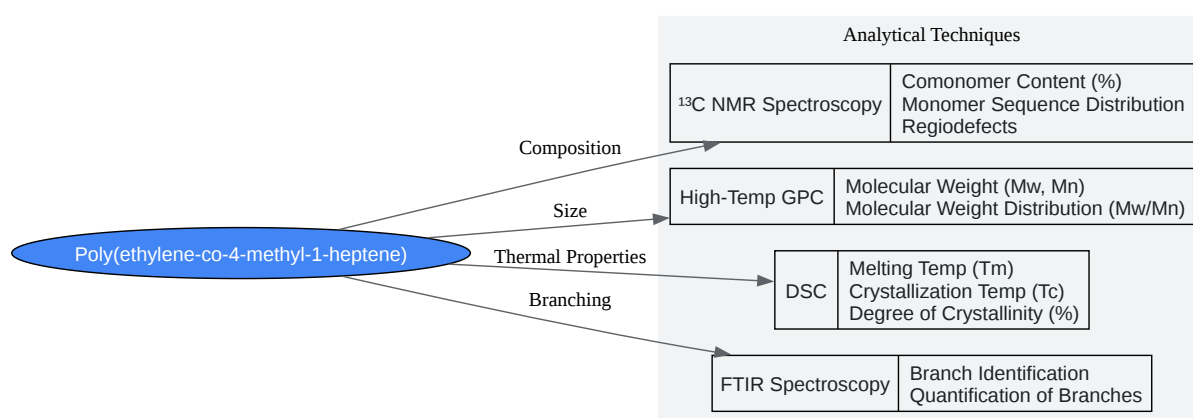 Analytical Techniques
¹³C NMR Spectroscopy
Comonomer Content (%)
Monomer Sequence Distribution
Regiodefects
Composition
High-Temp GPC
Molecular Weight (Mw, Mn)
Molecular Weight Distribution (Mw/Mn)
Size
Poly(ethylene-co-4-methyl-1-heptene)
Thermal Properties
DSC
Melting Temp (Tm)
Crystallization Temp (Tc)
Degree of Crystallinity (%)
Branching
FTIR Spectroscopy
Branch Identification
Quantification of Branches